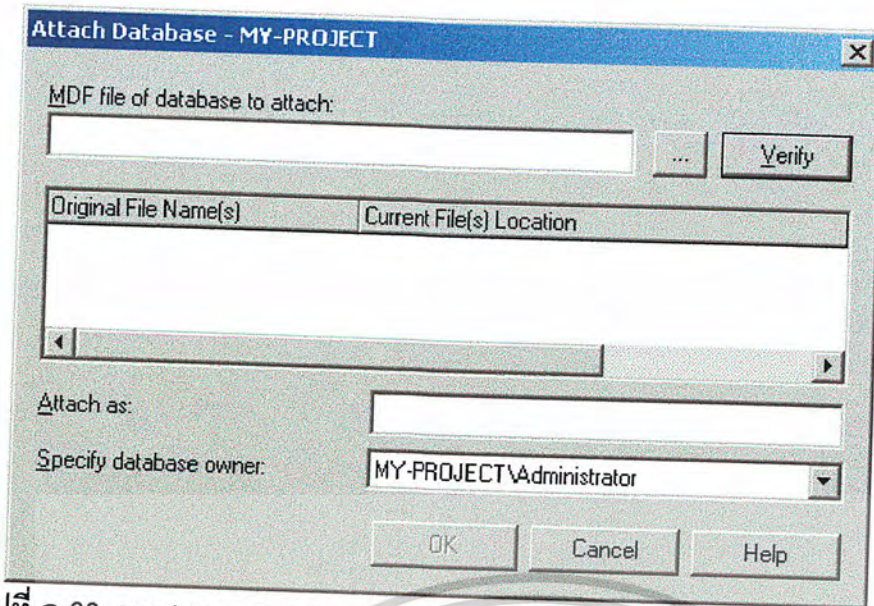 Attach Database - MY-PROJECT
MDF file of database to attach:
...
Verify
Original File Name(s) Current File(s) Location
Attach as:
Specify database owner: MY-PROJECT\Administrator
OK Cancel Help